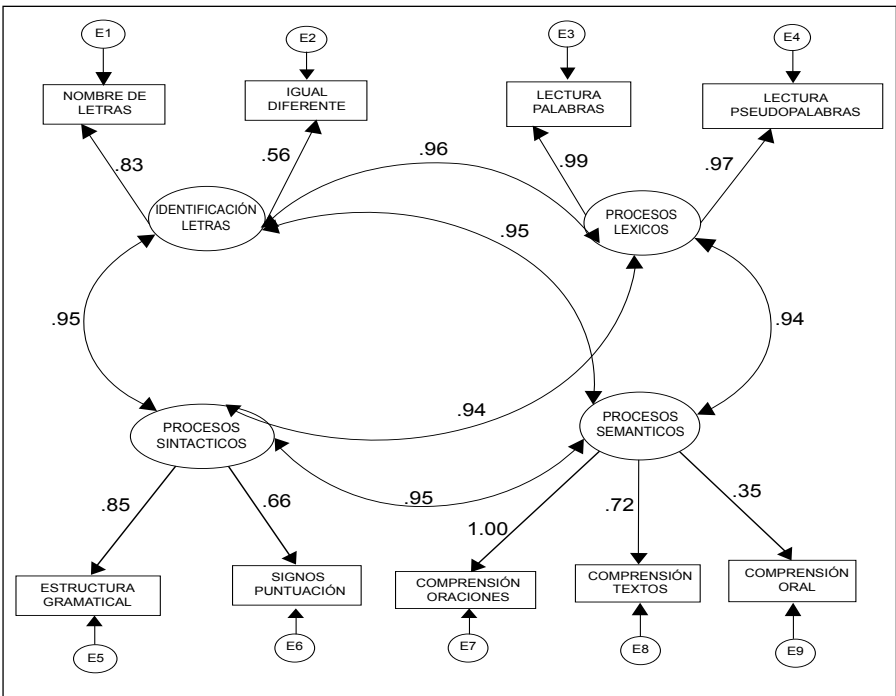 E1
E2
E3
E4
NOMBRE DE
LETRAS
IGUAL
DIFERENTE
LECTURA
PALABRAS
LECTURA
PSEUDOPALABRAS
.83
.56
.96
.99
.97
IDENTIFICACIÓN
LETRAS
PROCESOS
LEXICOS
.95
.95
.94
.94
PROCESOS
SINTACTICOS
PROCESOS
SEMANTICOS
.95
.85
.66
1.00
.72
.35
ESTRUCTURA
GRAMATICAL
SIGNOS
PUNTUACIÓN
COMPRENSIÓN
ORACIONES
COMPRENSIÓN
TEXTOS
COMPRENSIÓN
ORAL
E5
E6
E7
E8
E9